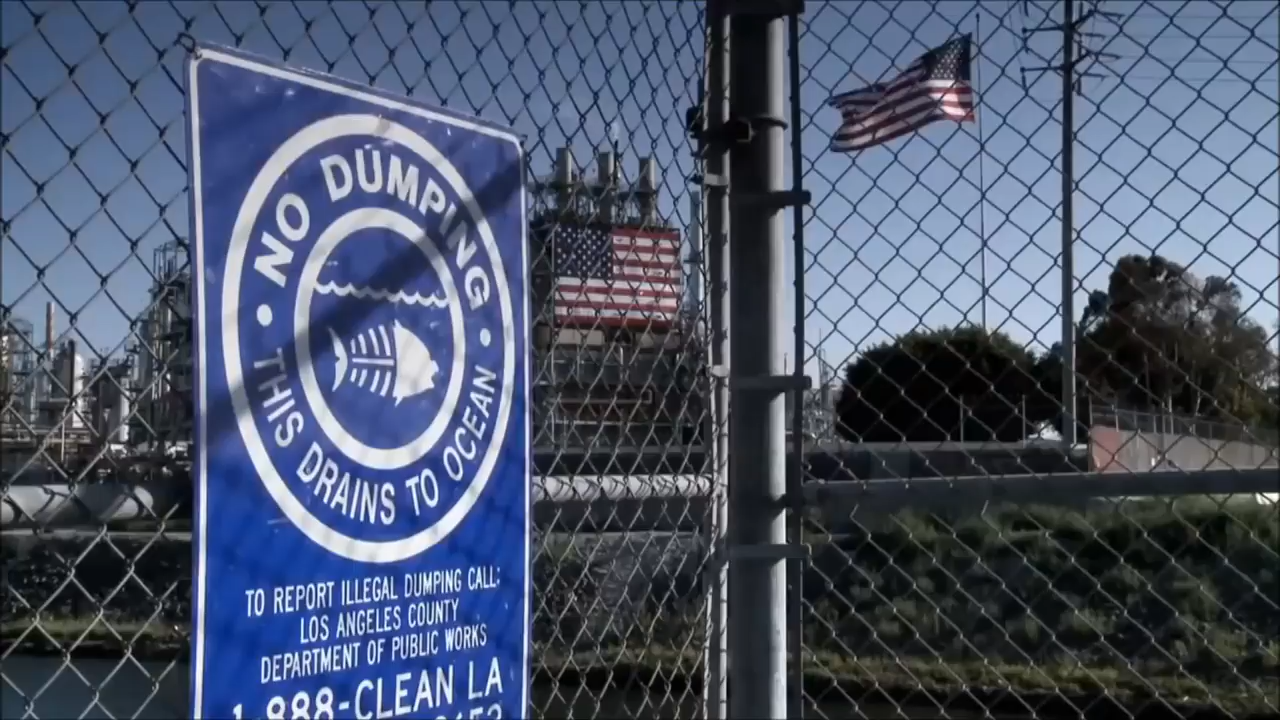 NO DUMPING
THIS DRAINS TO OCEAN
TO REPORT ILLEGAL DUMPING CALL:
LOS ANGELES COUNTY
DEPARTMENT OF PUBLIC WORKS
1-888-CLEAN LA